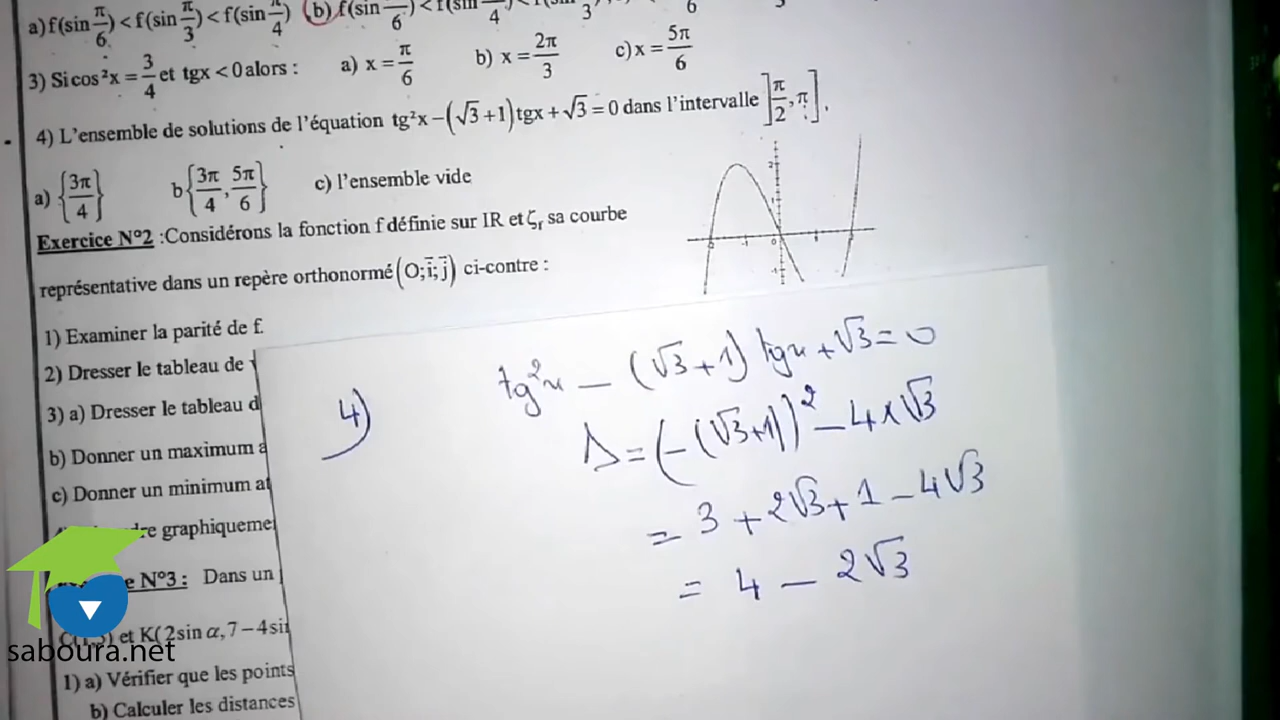 a) f(sin π/6) < f(sin π/3) < f(sin π/4) b) f(sin 6) < f(sin 4) 3 6
3) Si cos²x = 3/4 et tgx < 0 alors : a) x = π/6 b) x = 2π/3 c) x = 5π/6
4) L'ensemble de solutions de l'équation tg²x – (√3 + 1) tgx + √3 = 0 dans l'intervalle ]π/2, π] .
a) {3π/4} b {3π/4, 5π/6} c) l'ensemble vide
Exercice N°2 :Considérons la fonction f définie sur IR et ζf sa courbe
représentative dans un repère orthonormé (O; i; j) ci-contre :
1) Examiner la parité de f.
2) Dresser le tableau de
3) a) Dresser le tableau d
b) Donner un maximum a
c) Donner un minimum at
graphiqueme
N°3 : Dans un
et K(2sin α, 7 – 4si
1) a) Vérifier que les points
b) Calculer les distances
4) tg²x – (√3 + 1) tgx + √3 = 0
Δ = (–(√3+1))² – 4×√3
= 3 + 2√3 + 1 – 4√3
= 4 – 2√3
saboura.net